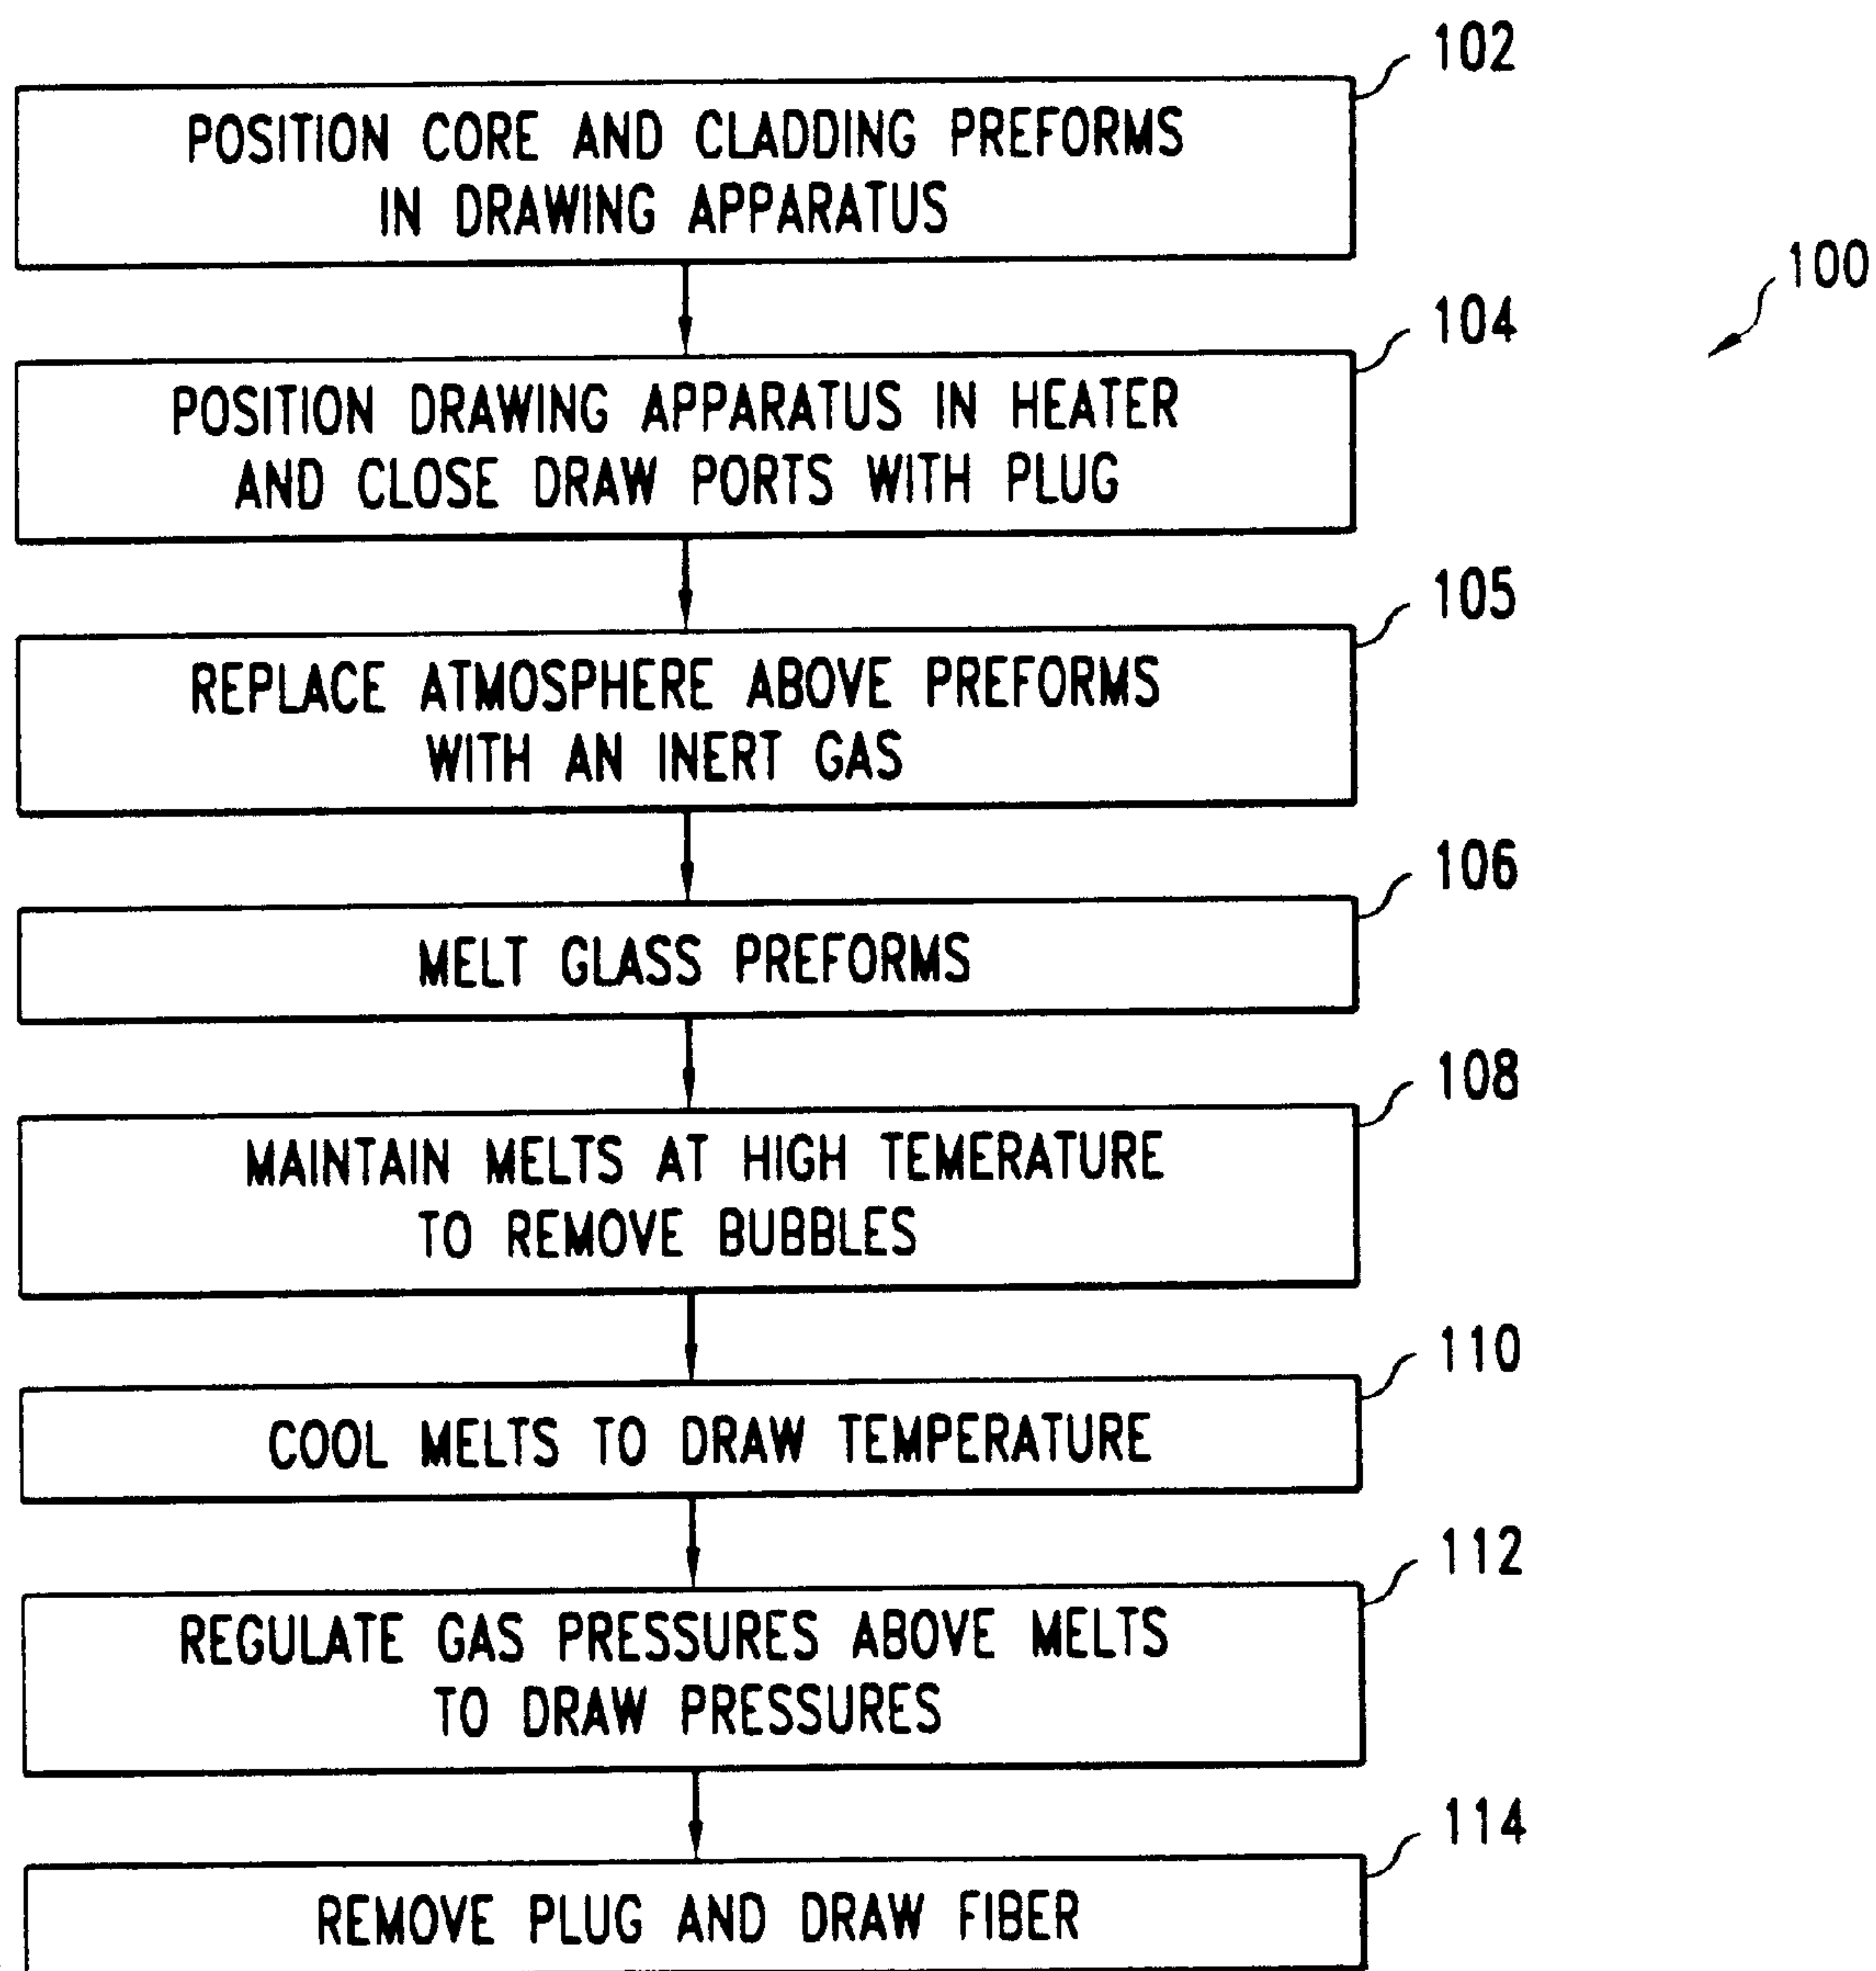 102
POSITION CORE AND CLADDING PREFORMS
IN DRAWING APPARATUS
100
104
POSITION DRAWING APPARATUS IN HEATER
AND CLOSE DRAW PORTS WITH PLUG
105
REPLACE ATMOSPHERE ABOVE PREFORMS
WITH AN INERT GAS
106
MELT GLASS PREFORMS
108
MAINTAIN MELTS AT HIGH TEMERATURE
TO REMOVE BUBBLES
110
COOL MELTS TO DRAW TEMPERATURE
112
REGULATE GAS PRESSURES ABOVE MELTS
TO DRAW PRESSURES
114
REMOVE PLUG AND DRAW FIBER